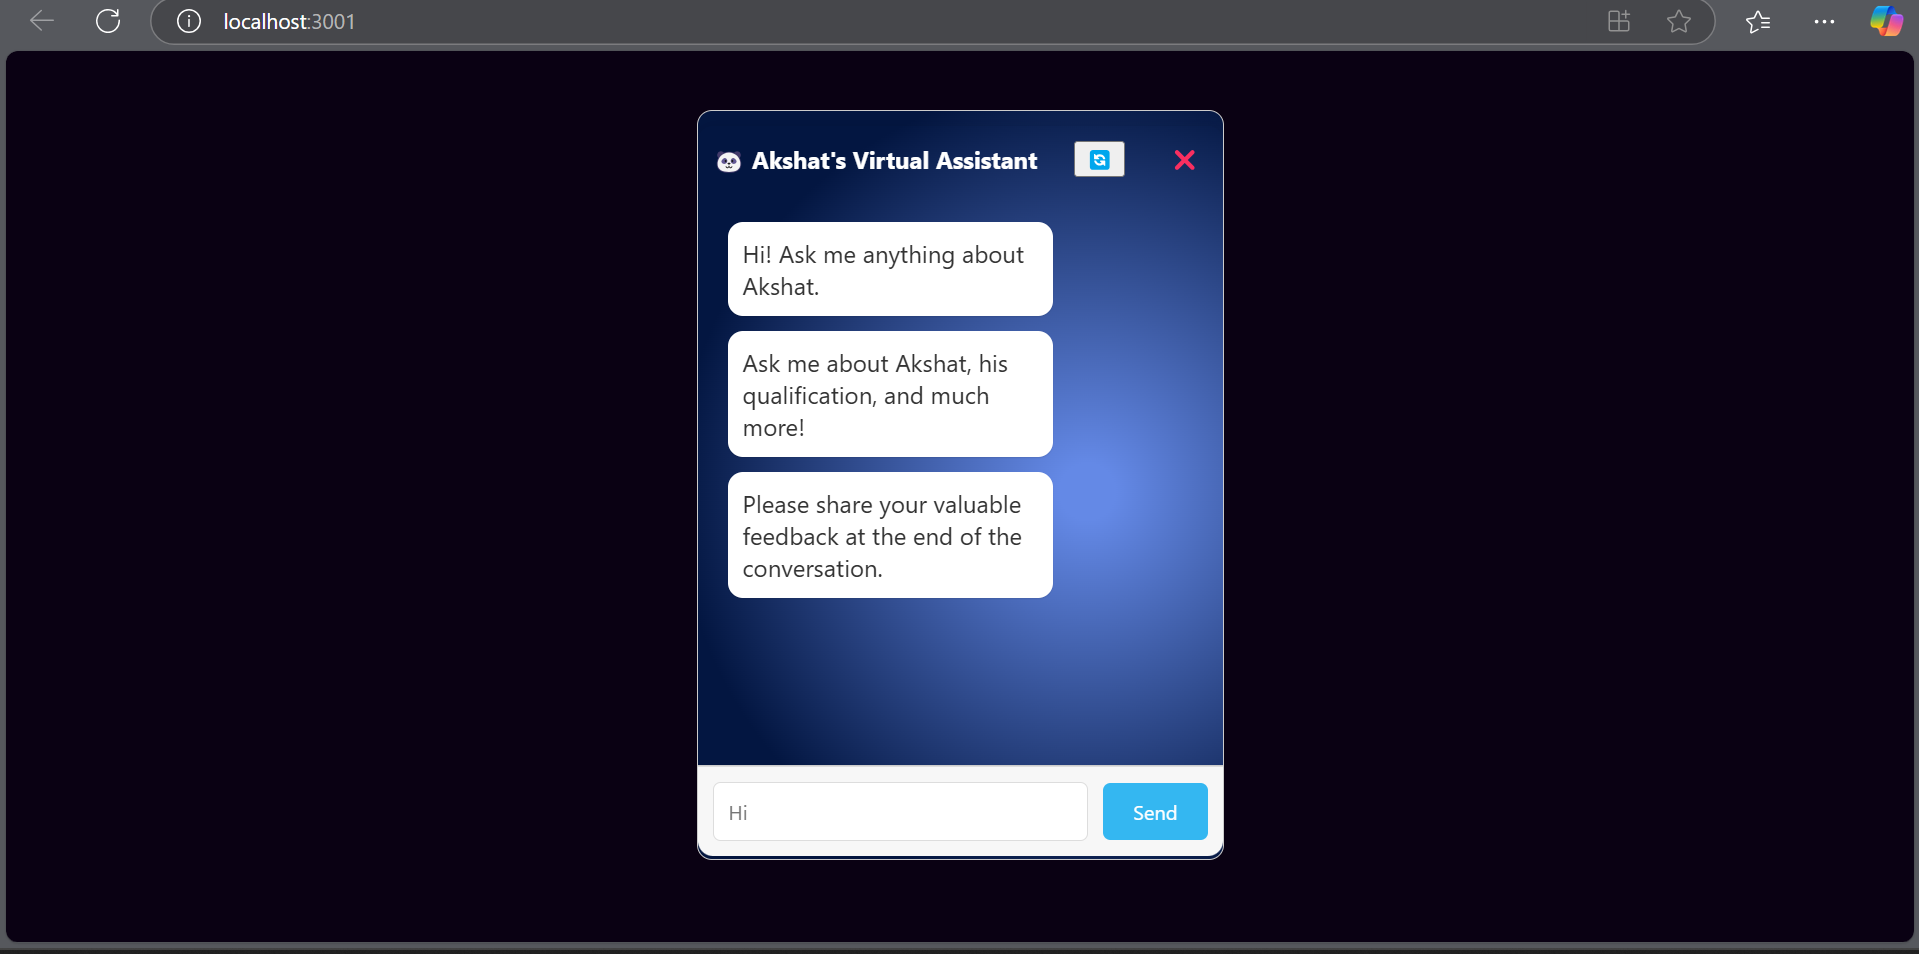 localhost:3001
Akshat's Virtual Assistant
Hi! Ask me anything about
Akshat.
Ask me about Akshat, his
qualification, and much
more!
Please share your valuable
feedback at the end of the
conversation.
Hi
Send